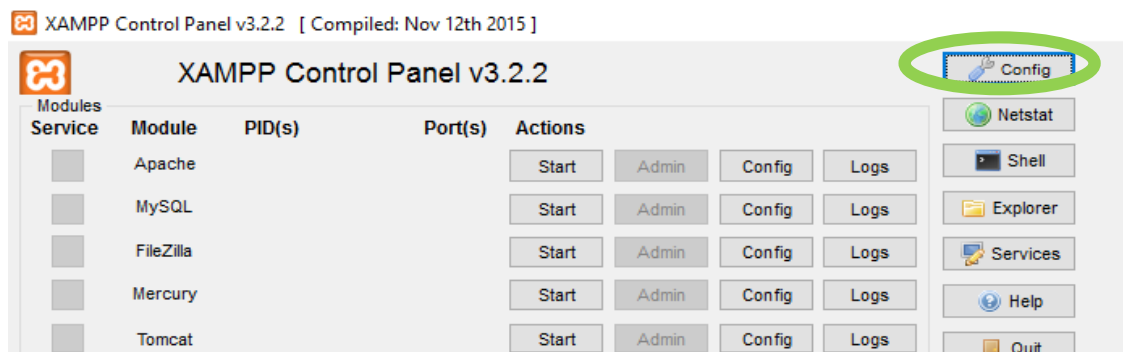 XAMPP Control Panel v3.2.2 [ Compiled: Nov 12th 2015 ]
XAMPP Control Panel v3.2.2
Config
Modules
Service Module PID(s) Port(s) Actions
Netstat
Apache Start Admin Config Logs
Shell
MySQL Start Admin Config Logs
Explorer
FileZilla Start Admin Config Logs
Services
Mercury Start Admin Config Logs
Help
Tomcat Start Admin Config Logs
Quit